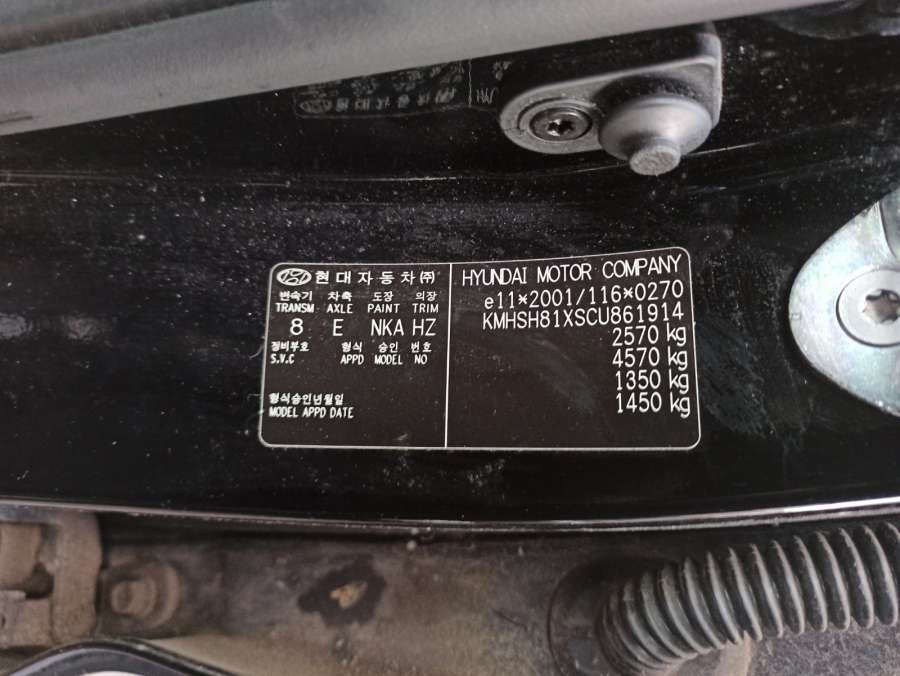 현대자동차㈜
변속기 차축 도장 의장
TRANSM AXLE PAINT TRIM
8 E NKA HZ
정비부호 형식 승인 번호
S.V.C APPD MODEL NO
형식승인년월일
MODEL APPD DATE
HYUNDAI MOTOR COMPANY
e11*2001/116*0270
KMHSH81XSCU861914
2570 kg
4570 kg
1350 kg
1450 kg